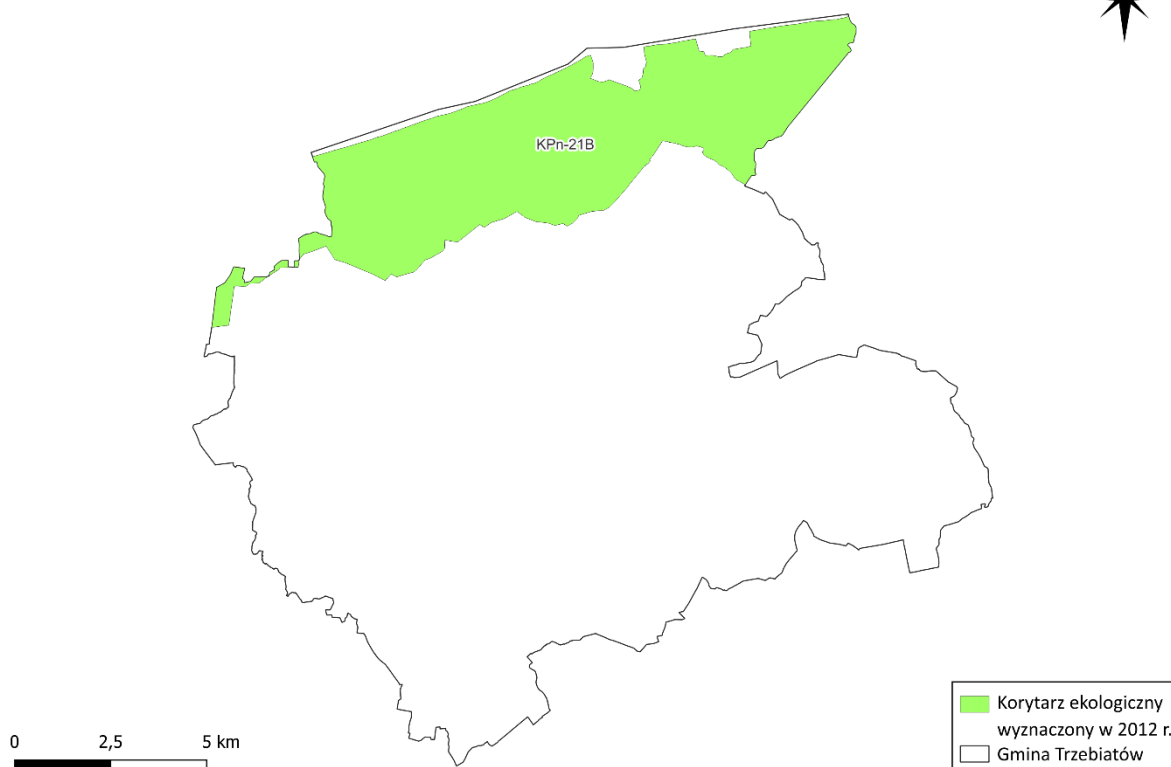 KPn-21B
0 2,5 5 km
Korytarz ekologiczny
wyznaczony w 2012 r.
Gmina Trzebiatów